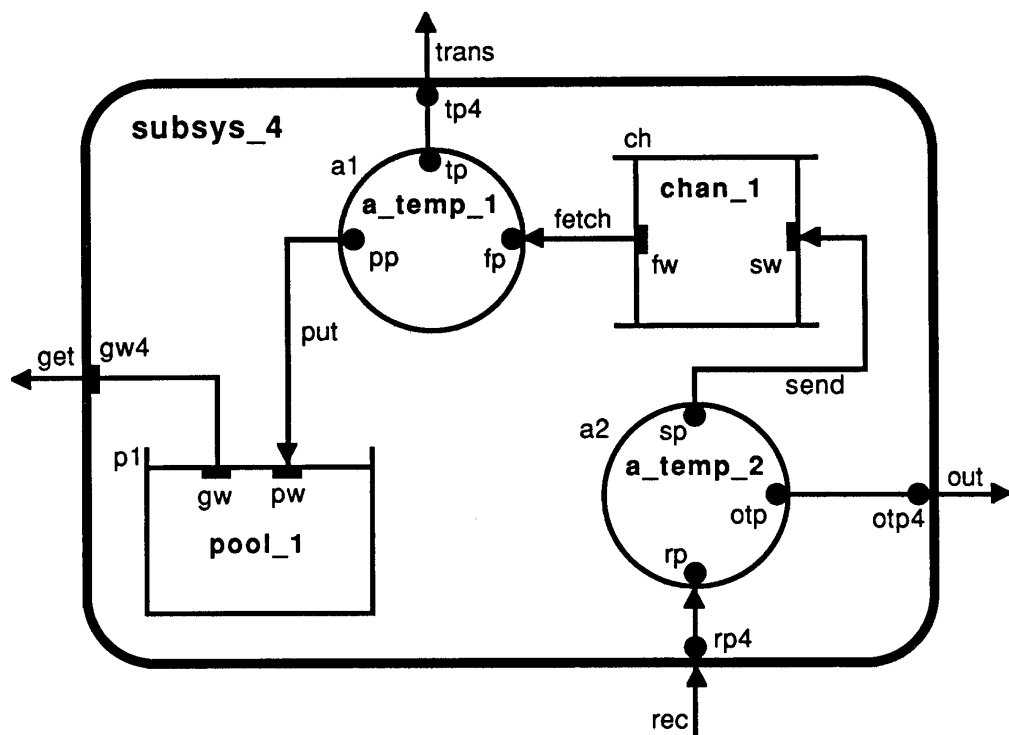 trans
tp4
subsys_4
ch
a1
tp
chan_1
a_temp_1
fetch
pp
fp
fw
sw
put
get
gw4
send
a2
sp
p1
a_temp_2
gw
pw
otp
otp4
out
pool_1
rp
rp4
rec